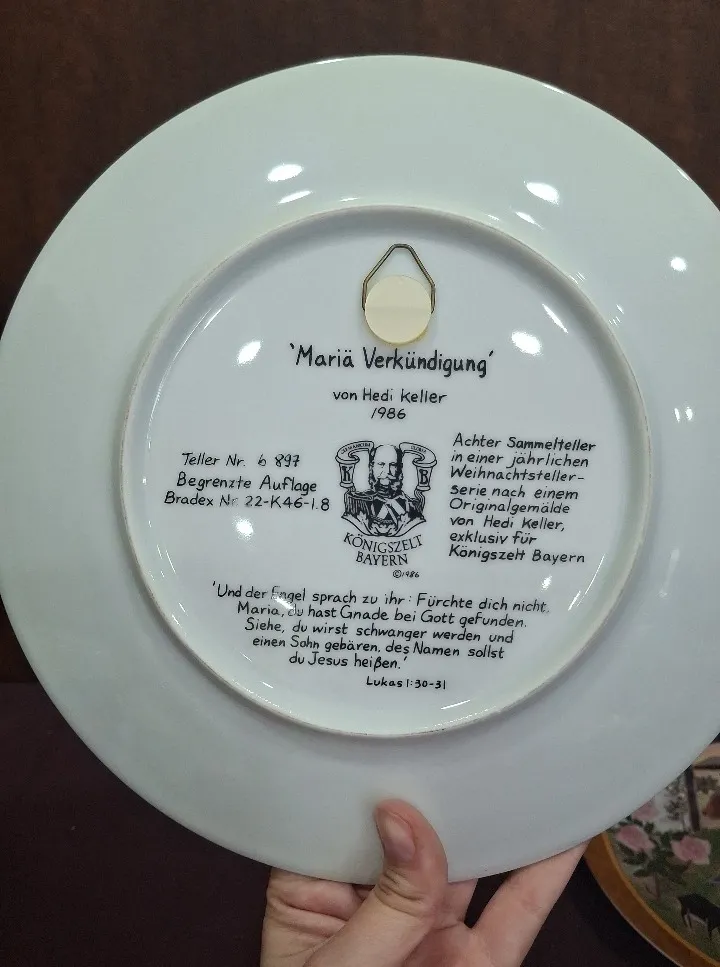 'Mariä Verkündigung'
von Hedi Keller
1986
Teller Nr. 6 897
Begrenzte Auflage
Bradex Nr. 22-K46-1.8
Achter Sammelteller
in einer jährlichen
Weihnachtsteller-
serie nach einem
Originalgemälde
von Hedi Keller,
exklusiv für
Königszelt Bayern
K B
KÖNIGSZELT
BAYERN
©1986
'Und der Engel sprach zu ihr: Fürchte dich nicht,
Maria, du hast Gnade bei Gott gefunden.
Siehe, du wirst schwanger werden und
einen Sohn gebären, des Namen sollst
du Jesus heißen.'
Lukas 1:30-31